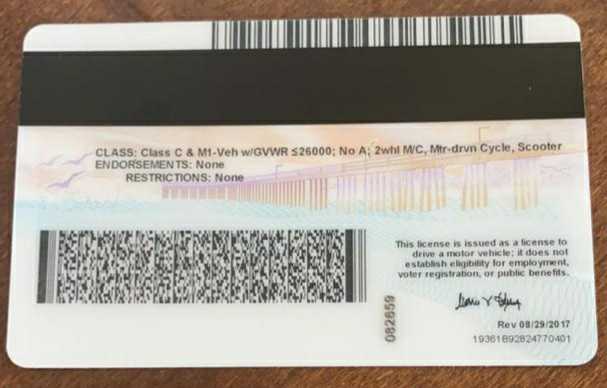 CLASS: Class C & M1-Veh w/GVWR ≤26000; No A; 2whl M/C, Mtr-drvn Cycle, Scooter
ENDORSEMENTS: None
RESTRICTIONS: None
This license is issued as a license to
drive a motor vehicle; it does not
establish eligibility for employment,
voter registration, or public benefits.
082659
Rev 08/29/2017
19361892824770401